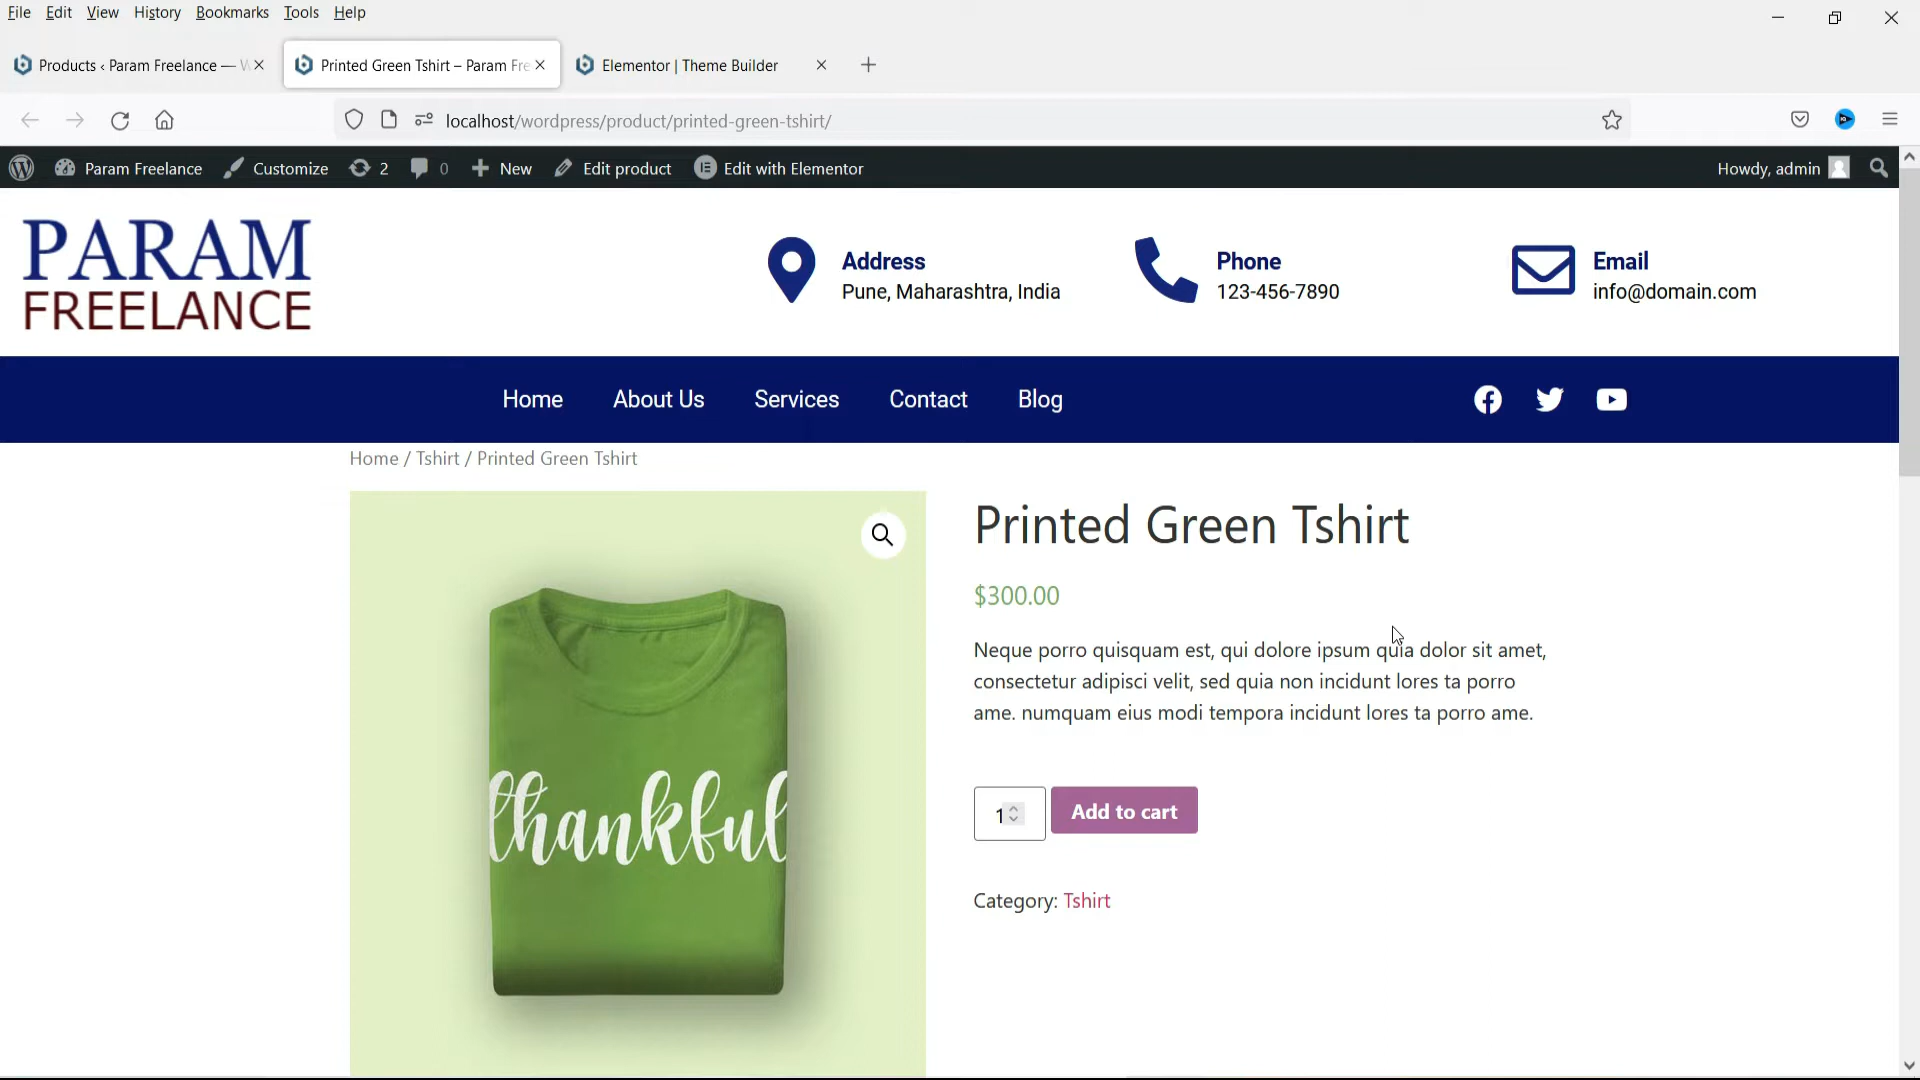 File Edit View History Bookmarks Tools Help
Products ‹ Param Freelance — W
Printed Green Tshirt – Param Fre
Elementor | Theme Builder
localhost/wordpress/product/printed-green-tshirt/
Param Freelance Customize 2 0 New Edit product Edit with Elementor Howdy, admin
PARAM
FREELANCE
Address
Pune, Maharashtra, India
Phone
123-456-7890
Email
info@domain.com
Home About Us Services Contact Blog
Home / Tshirt / Printed Green Tshirt
thankful
Printed Green Tshirt
$300.00
Neque porro quisquam est, qui dolore ipsum quia dolor sit amet,
consectetur adipisci velit, sed quia non incidunt lores ta porro
ame. numquam eius modi tempora incidunt lores ta porro ame.
1 Add to cart
Category: Tshirt